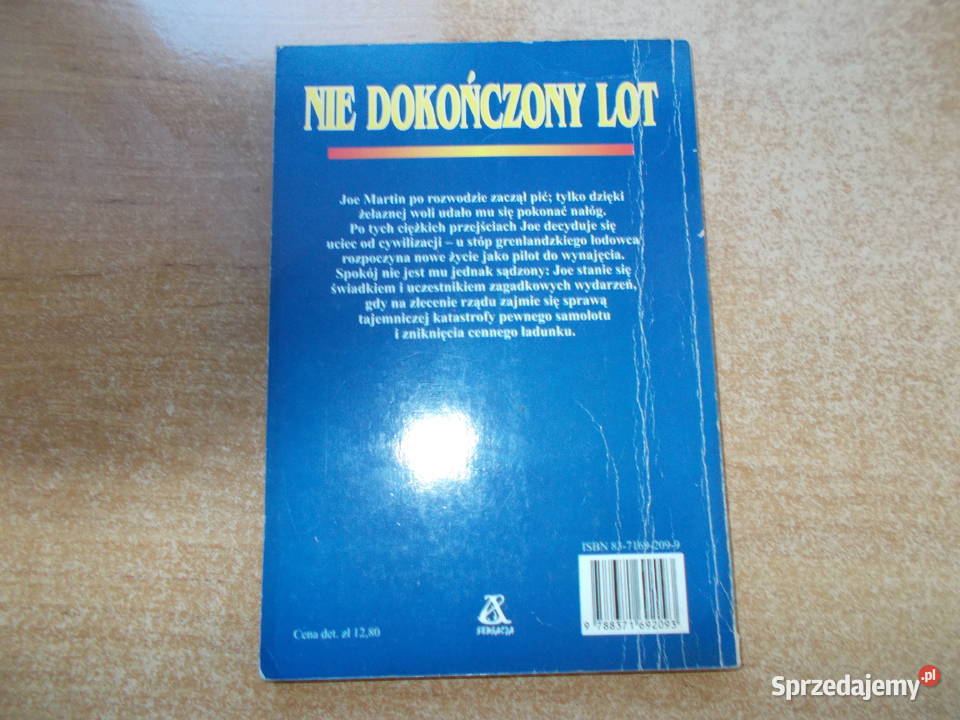 NIE DOKOŃCZONY LOT
Joe Martin po rozwodzie zaczął pić; tylko dzięki
żelaznej woli udało mu się pokonać nałóg.
Po tych ciężkich przejściach Joe decyduje się
uciec od cywilizacji – u stóp grenlandzkiego lodowca
rozpoczyna nowe życie jako pilot do wynajęcia.
Spokój nie jest mu jednak sądzony: Joe stanie się
świadkiem i uczestnikiem zagadkowych wydarzeń,
gdy na zlecenie rządu zajmie się sprawą
tajemniczej katastrofy pewnego samolotu
i zniknięcia cennego ładunku.
ISBN 83-7169-209-9
9 788371 692093
SENSACJA
Cena det. zł 12,80
Sprzedajemy.pl